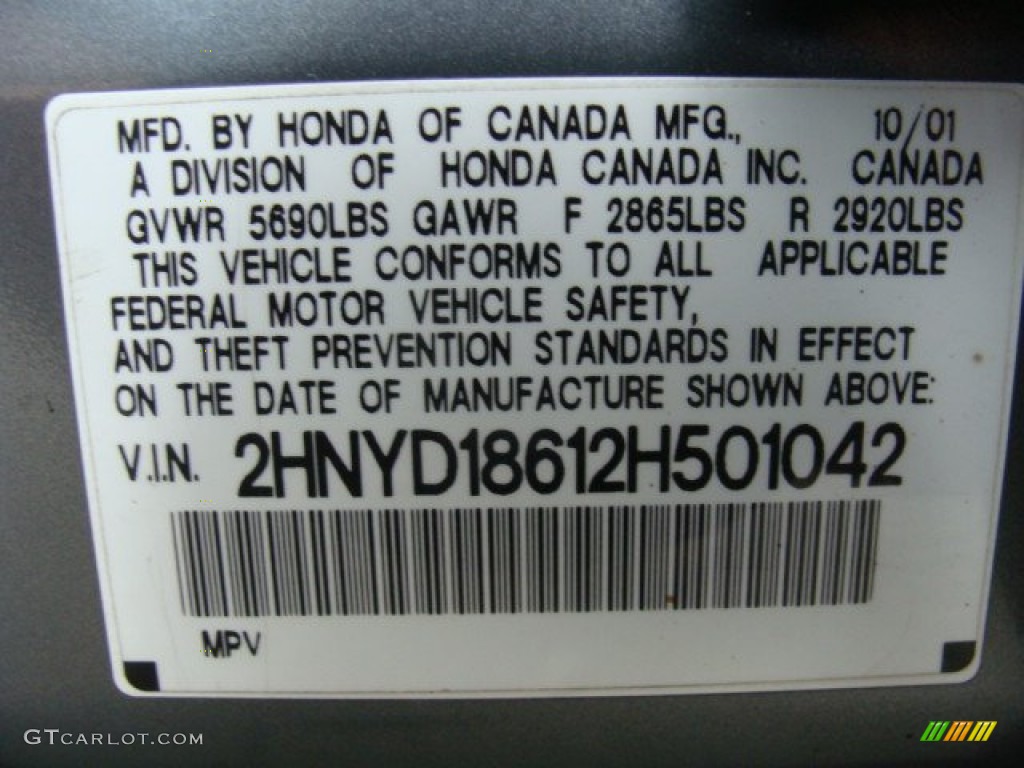 MFD. BY HONDA OF CANADA MFG., 10/01
A DIVISION OF HONDA CANADA INC. CANADA
GVWR 5690LBS GAWR F 2865LBS R 2920LBS
THIS VEHICLE CONFORMS TO ALL APPLICABLE
FEDERAL MOTOR VEHICLE SAFETY,
AND THEFT PREVENTION STANDARDS IN EFFECT
ON THE DATE OF MANUFACTURE SHOWN ABOVE:
V.I.N. 2HNYD18612H501042
MPV
GTCARLOT.COM